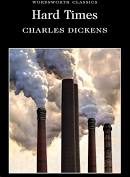 WORDSWORTH CLASSICS
Hard Times
CHARLES DICKENS